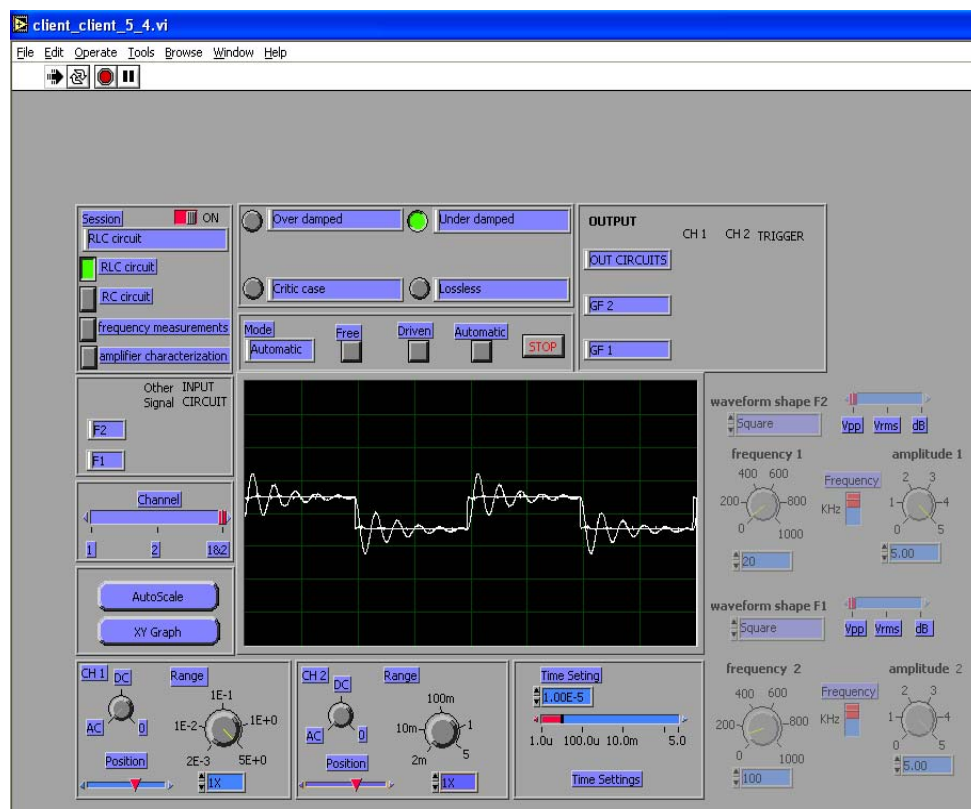 client_client_5_4.vi
File Edit Operate Tools Browse Window Help
Session
ON
RLC circuit
RLC circuit
RC circuit
frequency measurements
amplifier characterization
Over damped
Under damped
Critic case
Lossless
Mode
Automatic
Free
Driven
Automatic
STOP
OUTPUT
CH 1 CH 2 TRIGGER
OUT CIRCUITS
GF 2
GF 1
Other INPUT
Signal CIRCUIT
F2
F1
Channel
1 2 1&2
AutoScale
XY Graph
waveform shape F2
Square
Vpp Vrms dB
frequency 1
0 200 400 600 800 1000
20
Frequency
KHz
amplitude 1
0 1 2 3 4 5
5.00
waveform shape F1
Square
Vpp Vrms dB
frequency 2
0 200 400 600 800 1000
100
Frequency
KHz
amplitude 2
0 1 2 3 4 5
5.00
CH 1
DC
AC
0
Range
2E-3 1E-2 1E-1 1E+0 5E+0
Position
1X
CH 2
DC
AC
0
Range
2m 10m 100m 1 5
Position
1X
Time Seting
1.00E-5
1.0u 100.0u 10.0m 5.0
Time Settings